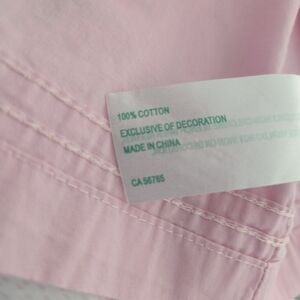 100% COTTON
EXCLUSIVE OF DECORATION
MADE IN CHINA
CA 56765